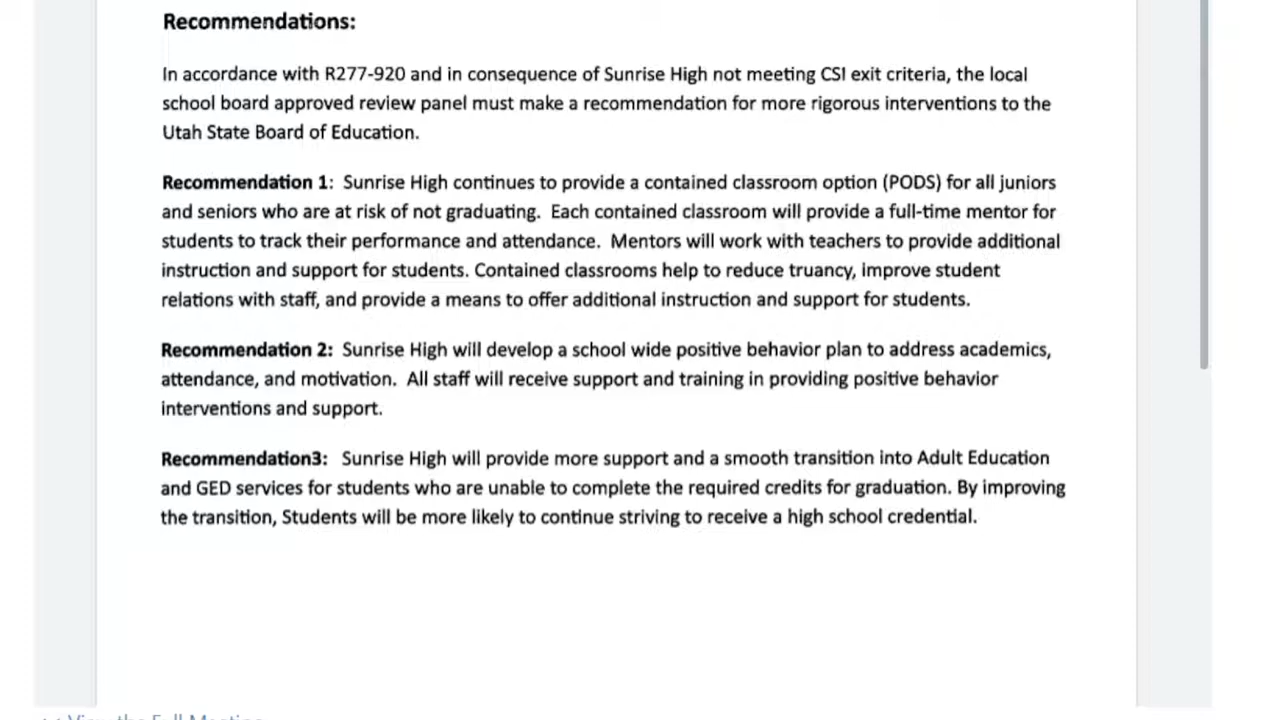 Recommendations:
In accordance with R277-920 and in consequence of Sunrise High not meeting CSI exit criteria, the local
school board approved review panel must make a recommendation for more rigorous interventions to the
Utah State Board of Education.
Recommendation 1:  Sunrise High continues to provide a contained classroom option (PODS) for all juniors
and seniors who are at risk of not graduating.  Each contained classroom will provide a full-time mentor for
students to track their performance and attendance.  Mentors will work with teachers to provide additional
instruction and support for students. Contained classrooms help to reduce truancy, improve student
relations with staff, and provide a means to offer additional instruction and support for students.
Recommendation 2:  Sunrise High will develop a school wide positive behavior plan to address academics,
attendance, and motivation.  All staff will receive support and training in providing positive behavior
interventions and support.
Recommendation3:   Sunrise High will provide more support and a smooth transition into Adult Education
and GED services for students who are unable to complete the required credits for graduation. By improving
the transition, Students will be more likely to continue striving to receive a high school credential.
View the Full Meeting